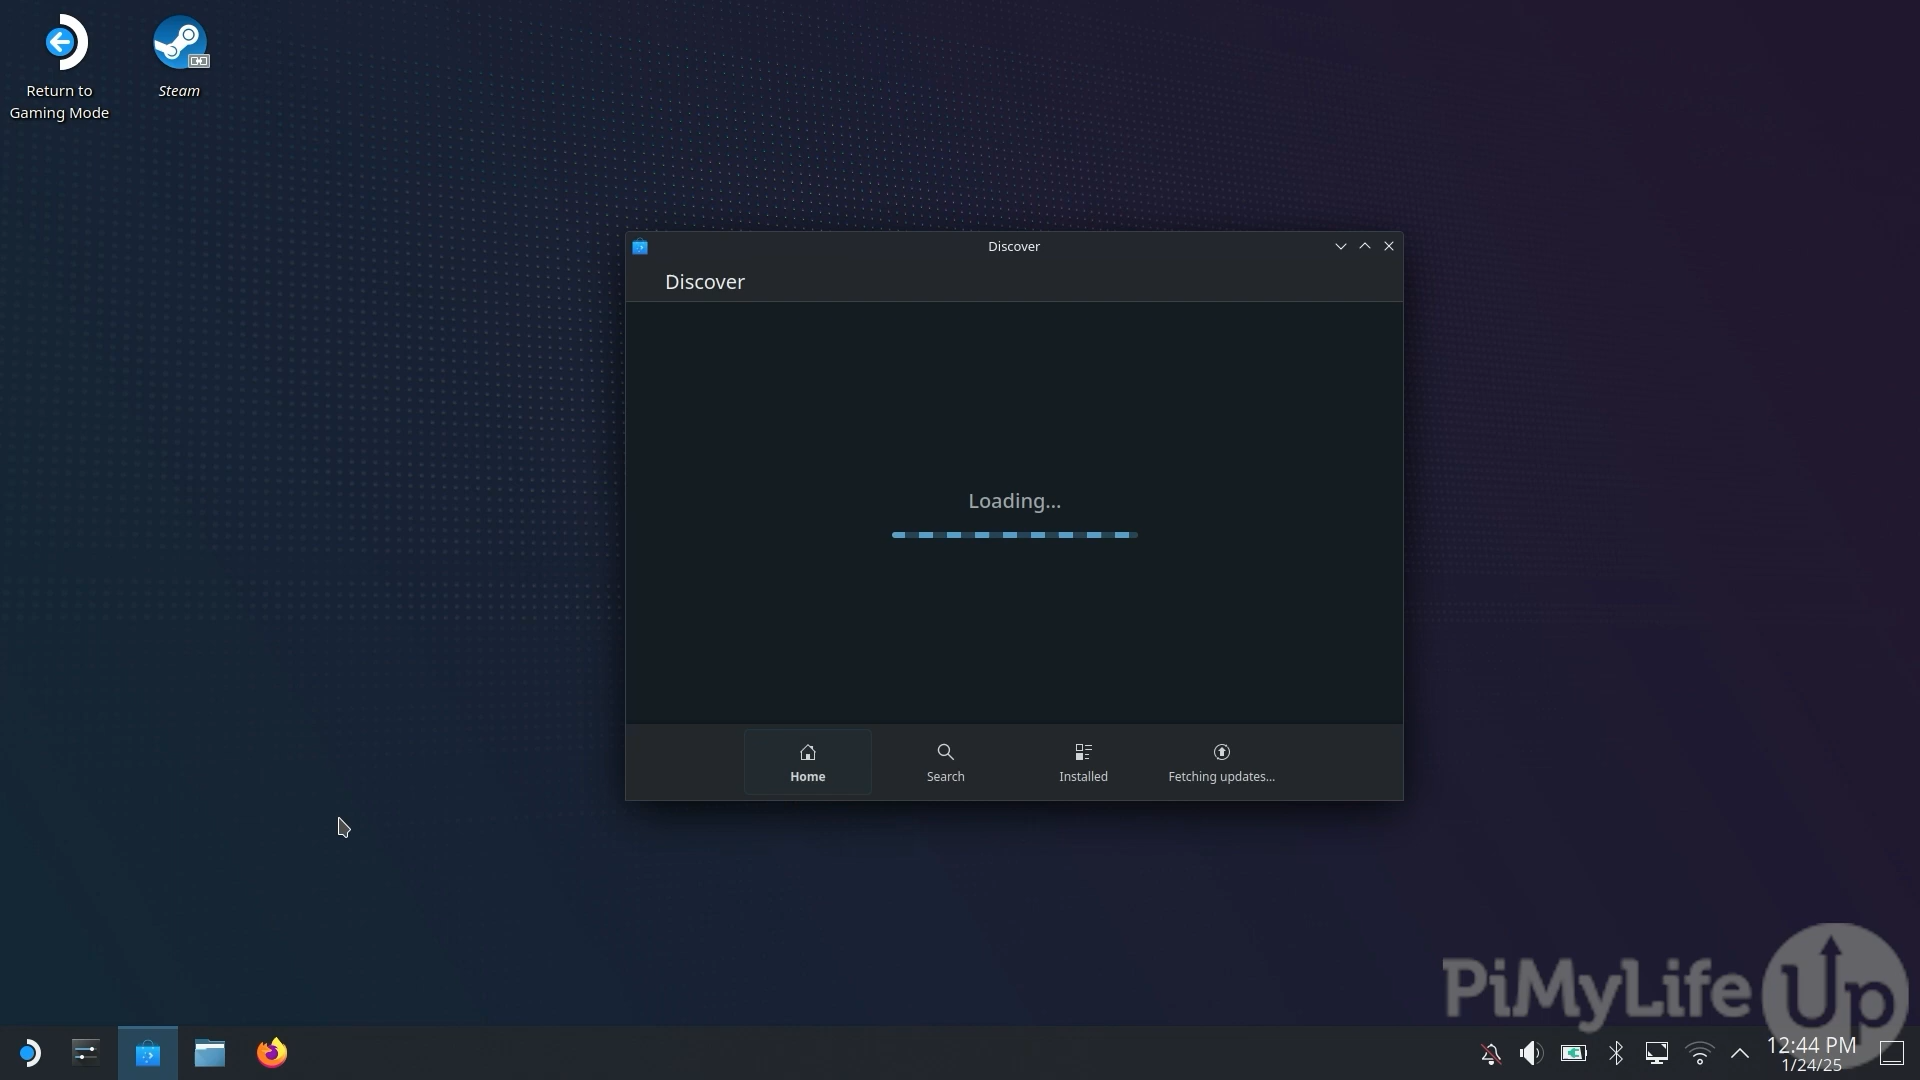 Return to
Gaming Mode
Steam
Discover
Discover
Loading...
Home
Search
Installed
Fetching updates...
PiMyLifeUp
12:44 PM
1/24/25